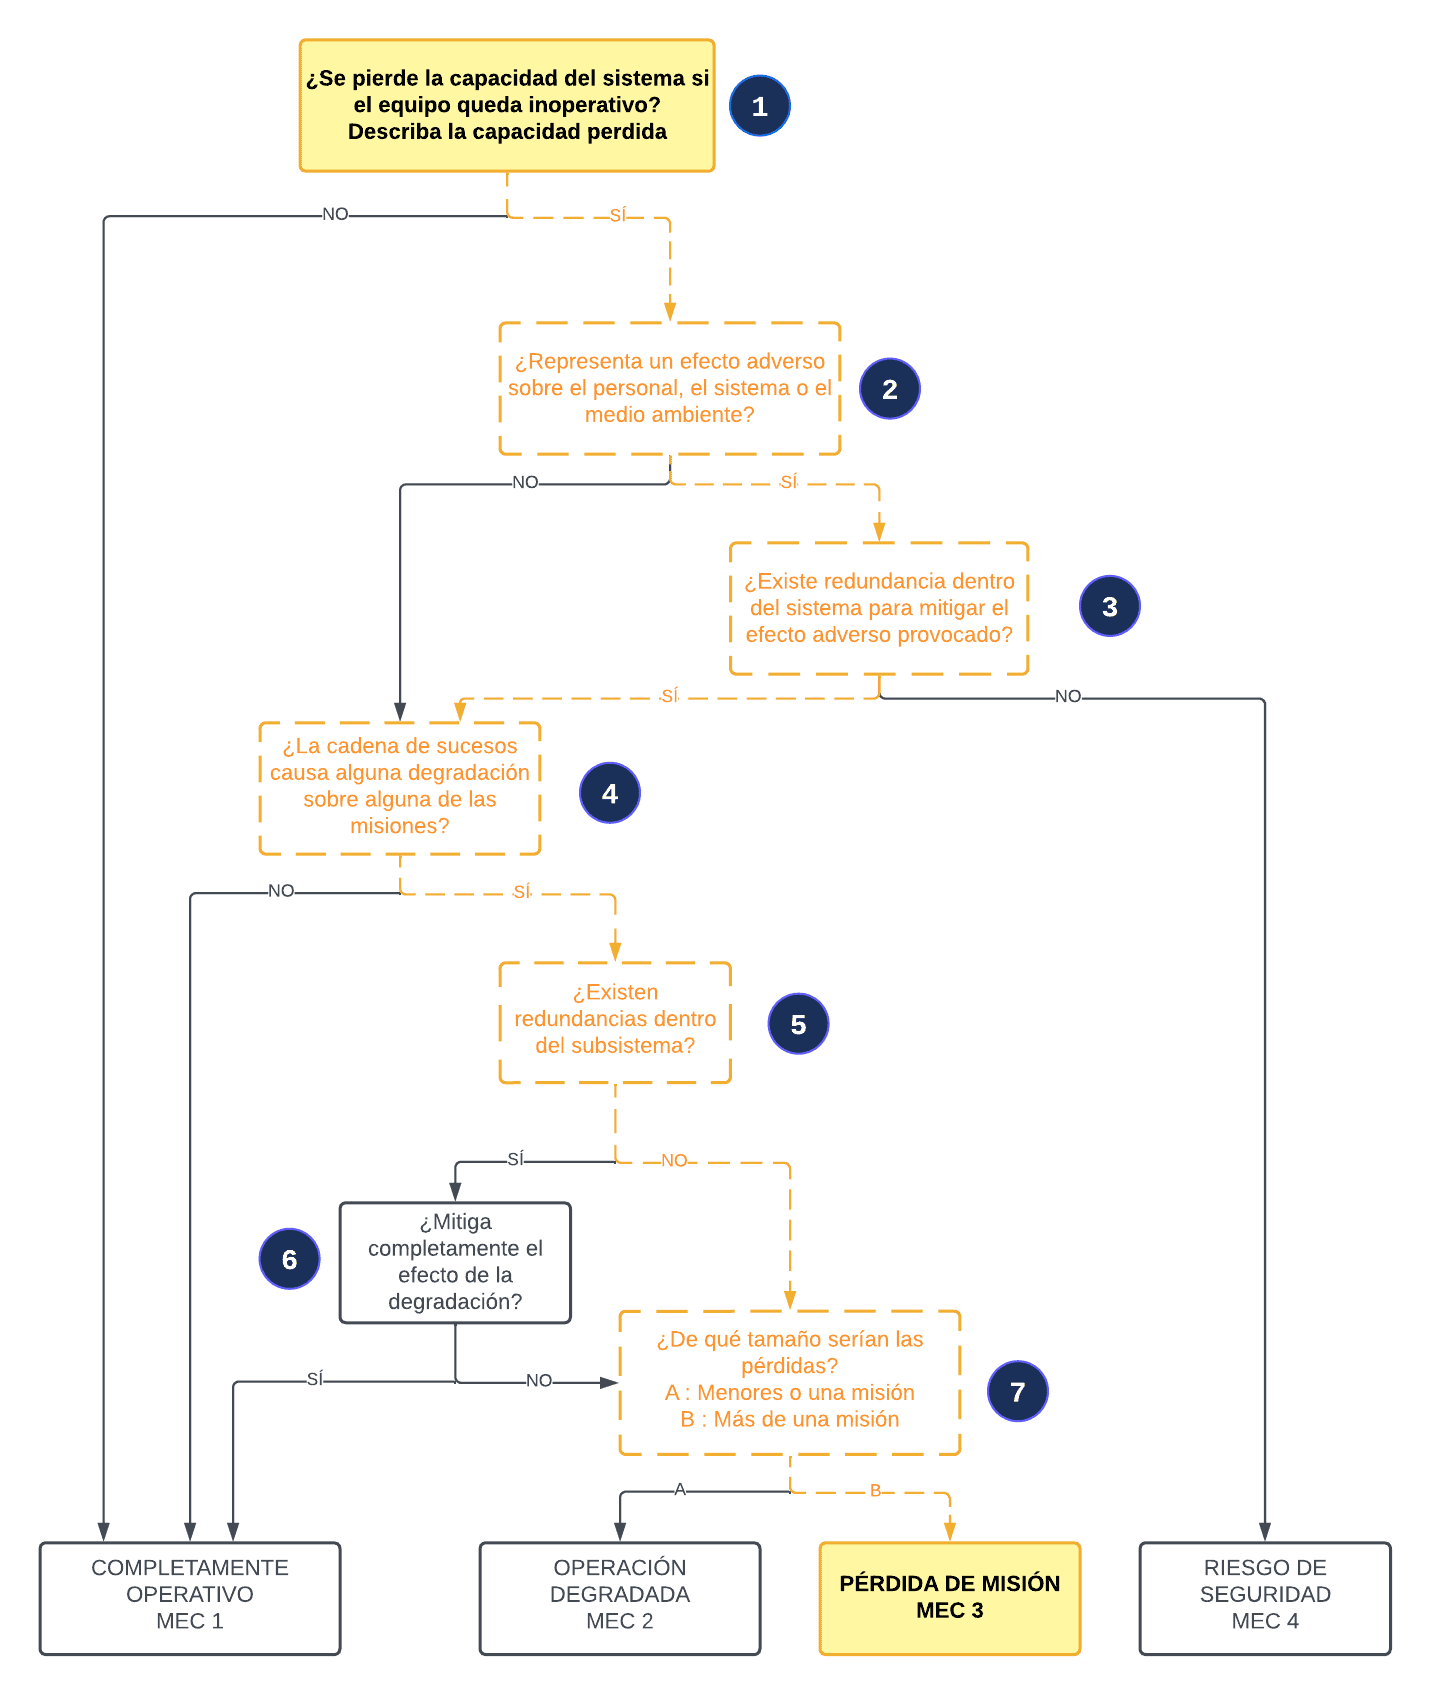 ¿Se pierde la capacidad del sistema si
el equipo queda inoperativo?
Describa la capacidad perdida
1
NO
SÍ
¿Representa un efecto adverso
sobre el personal, el sistema o el
medio ambiente?
2
NO
SÍ
¿Existe redundancia dentro
del sistema para mitigar el
efecto adverso provocado?
3
SÍ
NO
¿La cadena de sucesos
causa alguna degradación
sobre alguna de las
misiones?
4
NO
SÍ
¿Existen
redundancias dentro
del subsistema?
5
SÍ
NO
¿Mitiga
completamente el
efecto de la
degradación?
6
SÍ
NO
¿De qué tamaño serían las
pérdidas?
A : Menores o una misión
B : Más de una misión
7
A
B
COMPLETAMENTE
OPERATIVO
MEC 1
OPERACIÓN
DEGRADADA
MEC 2
PÉRDIDA DE MISIÓN
MEC 3
RIESGO DE
SEGURIDAD
MEC 4